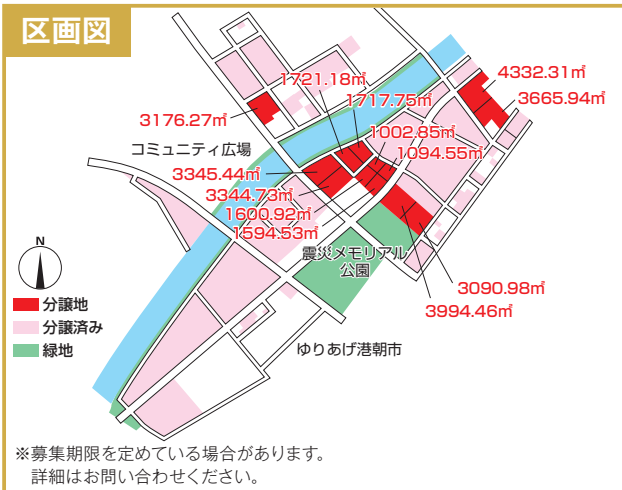 区画図
4332.31㎡
1721.18㎡
3665.94㎡
1717.75㎡
3176.27㎡
1002.85㎡
コミュニティ広場
1094.55㎡
3345.44㎡
3344.73㎡
1600.92㎡
1594.53㎡
震災メモリアル
公園
N
3090.98㎡
分譲地
3994.46㎡
分譲済み
緑地
ゆりあげ港朝市
※募集期限を定めている場合があります。
詳細はお問い合わせください。